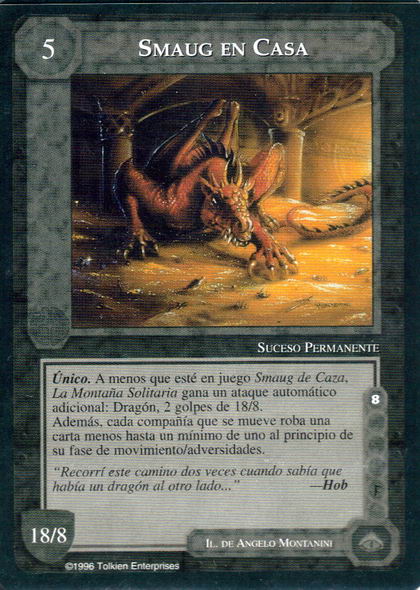 5
SMAUG EN CASA
SUCESO PERMANENTE
Único. A menos que esté en juego Smaug de Caza,
La Montaña Solitaria gana un ataque automático
adicional: Dragón, 2 golpes de 18/8.
Además, cada compañía que se mueve roba una
carta menos hasta un mínimo de uno al principio de
su fase de movimiento/adversidades.
8
“Recorrí este camino dos veces cuando sabía que
había un dragón al otro lado...” —Hob
F
18/8
IL. DE ANGELO MONTANINI
©1996 Tolkien Enterprises